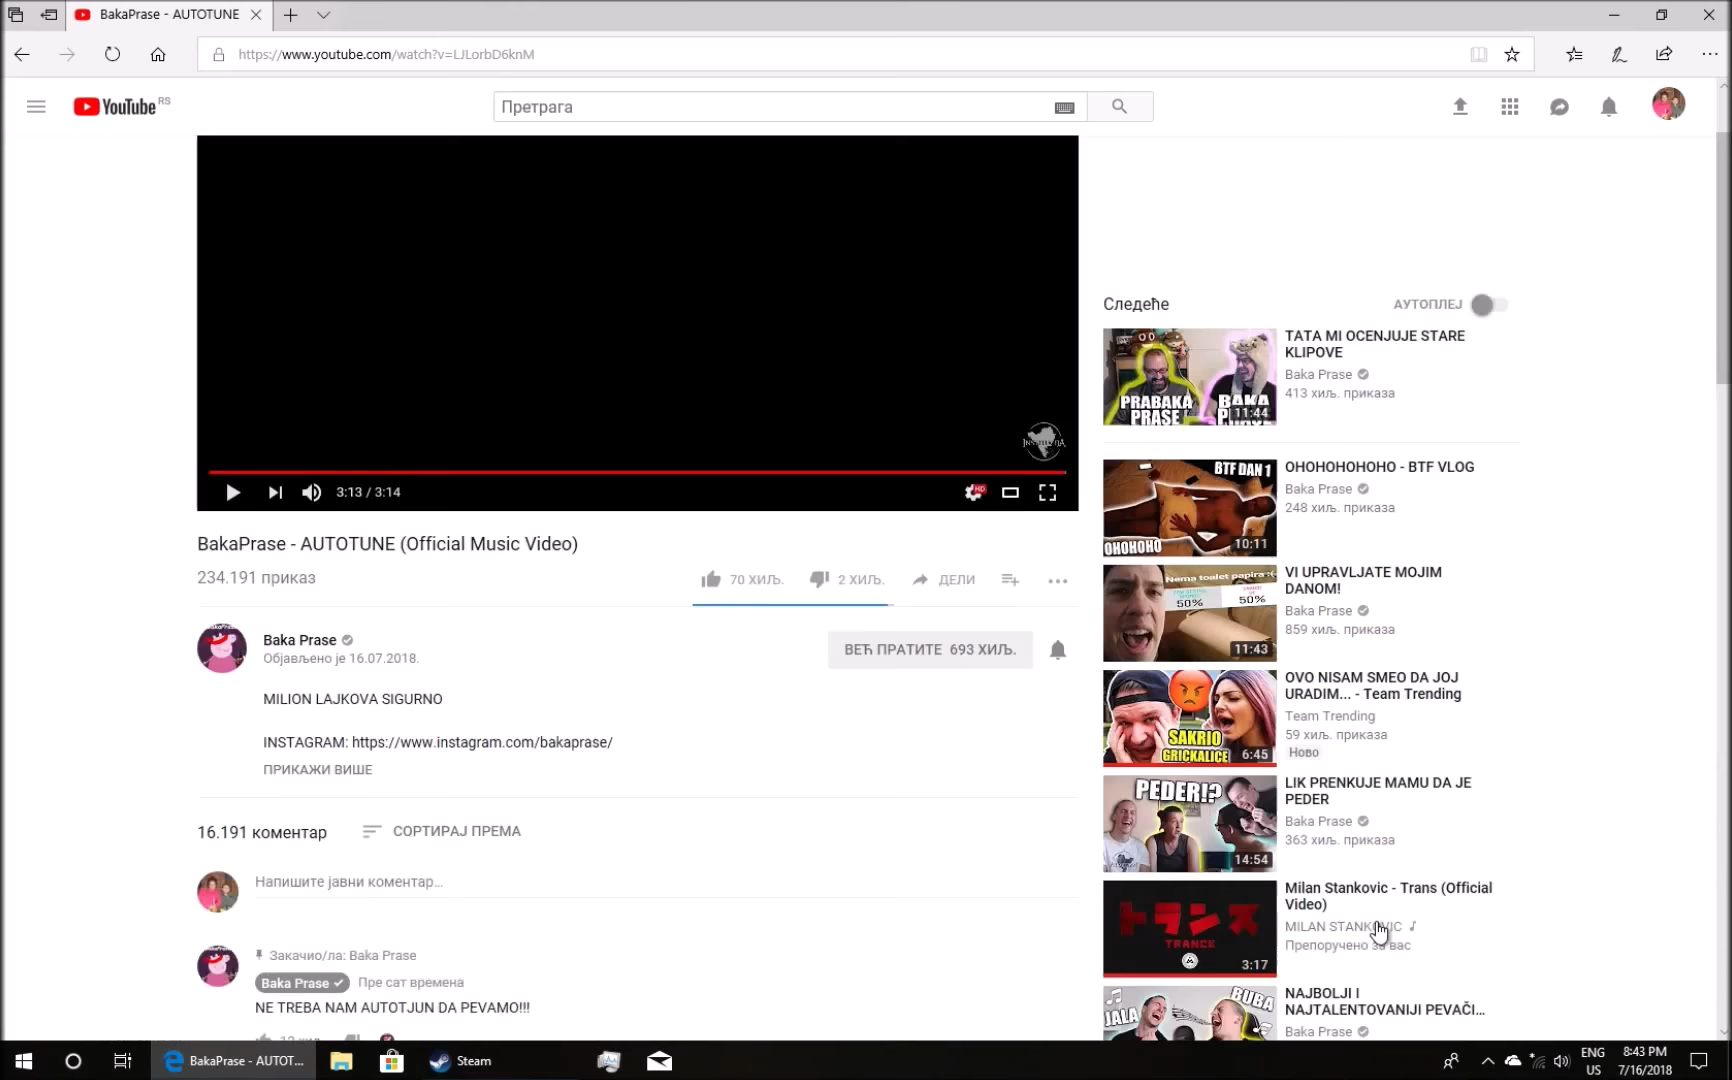 BakaPrase - AUTOTUNE
https://www.youtube.com/watch?v=LJLorbD6knM
YouTube RS
Претрага
3:13 / 3:14
BakaPrase - AUTOTUNE (Official Music Video)
234.191 приказ
70 ХИЉ.
2 ХИЉ.
ДЕЛИ
Baka Prase
Објављено је 16.07.2018.
ВЕЋ ПРАТИТЕ 693 ХИЉ.
MILION LAJKOVA SIGURNO
INSTAGRAM: https://www.instagram.com/bakaprase/
ПРИКАЖИ ВИШЕ
16.191 коментар
СОРТИРАЈ ПРЕМА
Напишите јавни коментар...
Закачио/ла: Baka Prase
Baka Prase
Пре сат времена
NE TREBA NAM AUTOTJUN DA PEVAMO!!!
Следеће
АУТОПЛЕЈ
PRABAKA
PRASE
BAKA
11:44
TATA MI OCENJUJE STARE
KLIPOVE
Baka Prase
413 хиљ. приказа
BTF DAN 1
OHOHOHO
10:11
OHOHOHOHOHO - BTF VLOG
Baka Prase
248 хиљ. приказа
Nema toalet papira :(
50%
50%
11:43
VI UPRAVLJATE MOJIM
DANOM!
Baka Prase
859 хиљ. приказа
SAKRIO
GRICKALICE
6:45
OVO NISAM SMEO DA JOJ
URADIM... - Team Trending
Team Trending
59 хиљ. приказа
Ново
PEDER!?
14:54
LIK PRENKUJE MAMU DA JE
PEDER
Baka Prase
363 хиљ. приказа
トランス
TRANCE
3:17
Milan Stankovic - Trans (Official
Video)
MILAN STANKOVIC
Препоручено за вас
JALA
BUBA
NAJBOLJI I
NAJTALENTOVANIJI PEVAČI...
Baka Prase
BakaPrase - AUTOT...
Steam
ENG
US
8:43 PM
7/16/2018